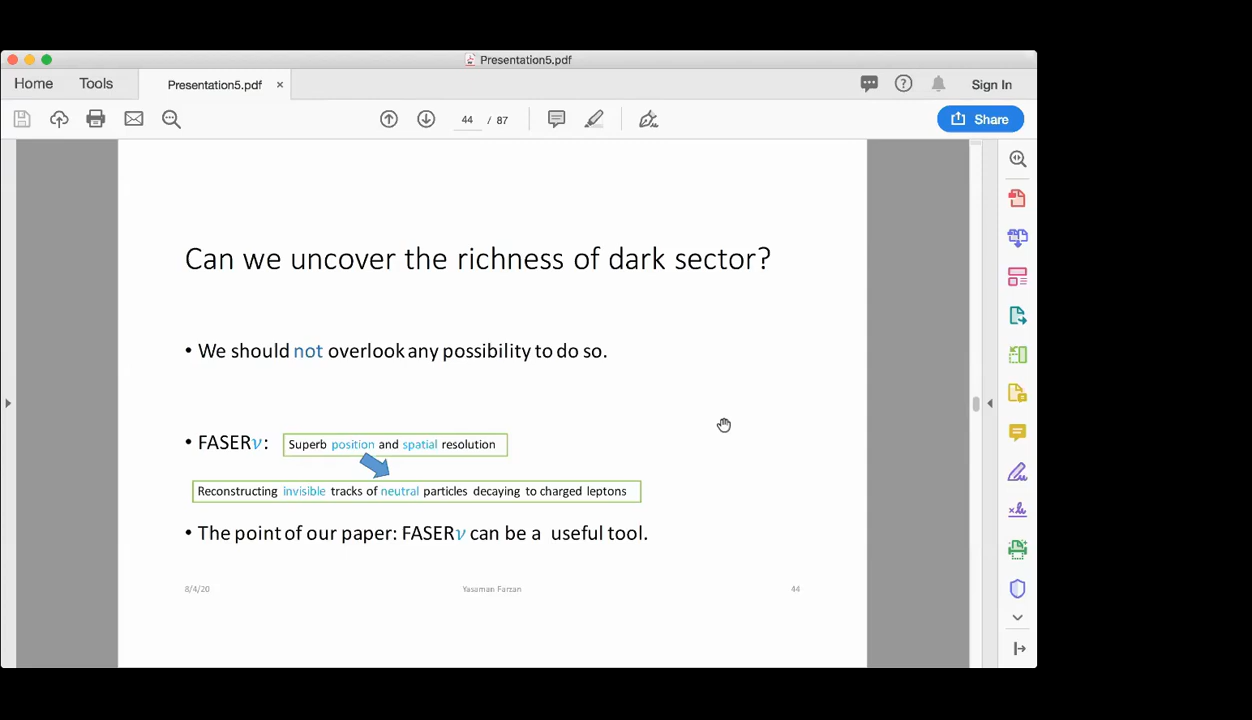 Presentation5.pdf
Home
Tools
Presentation5.pdf
×
Sign In
44 / 87
Share
Can we uncover the richness of dark sector?
• We should not overlook any possibility to do so.
• FASERν: Superb position and spatial resolution
Reconstructing invisible tracks of neutral particles decaying to charged leptons
• The point of our paper: FASERν can be a useful tool.
8/4/20 Yasaman Farzan 44